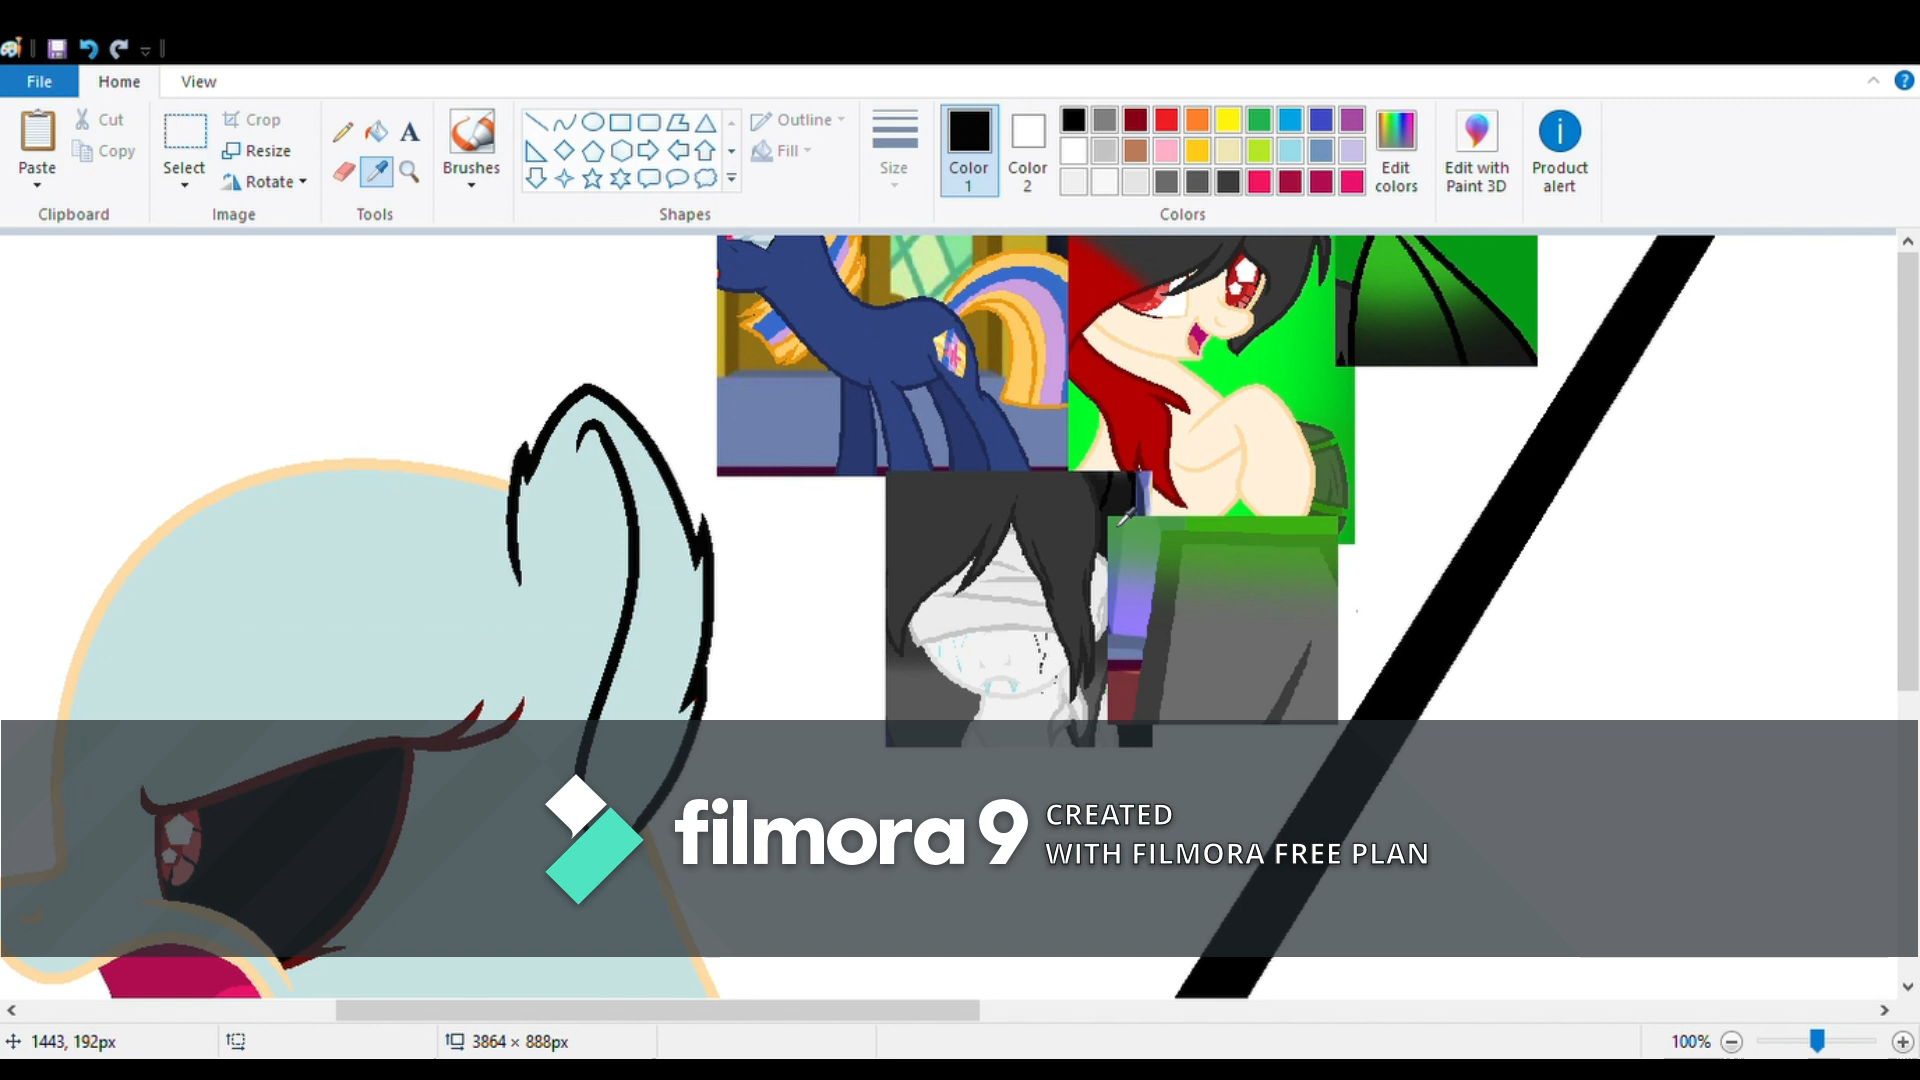 File Home View
Paste
Cut
Copy
Clipboard
Select
Crop
Resize
Rotate
Image
A
Tools
Brushes
Outline
Fill
Shapes
Size
Color 1
Color 2
Edit colors
Colors
Edit with Paint 3D
Product alert
filmora 9
CREATED
WITH FILMORA FREE PLAN
1443, 192px
3864 × 888px
100%